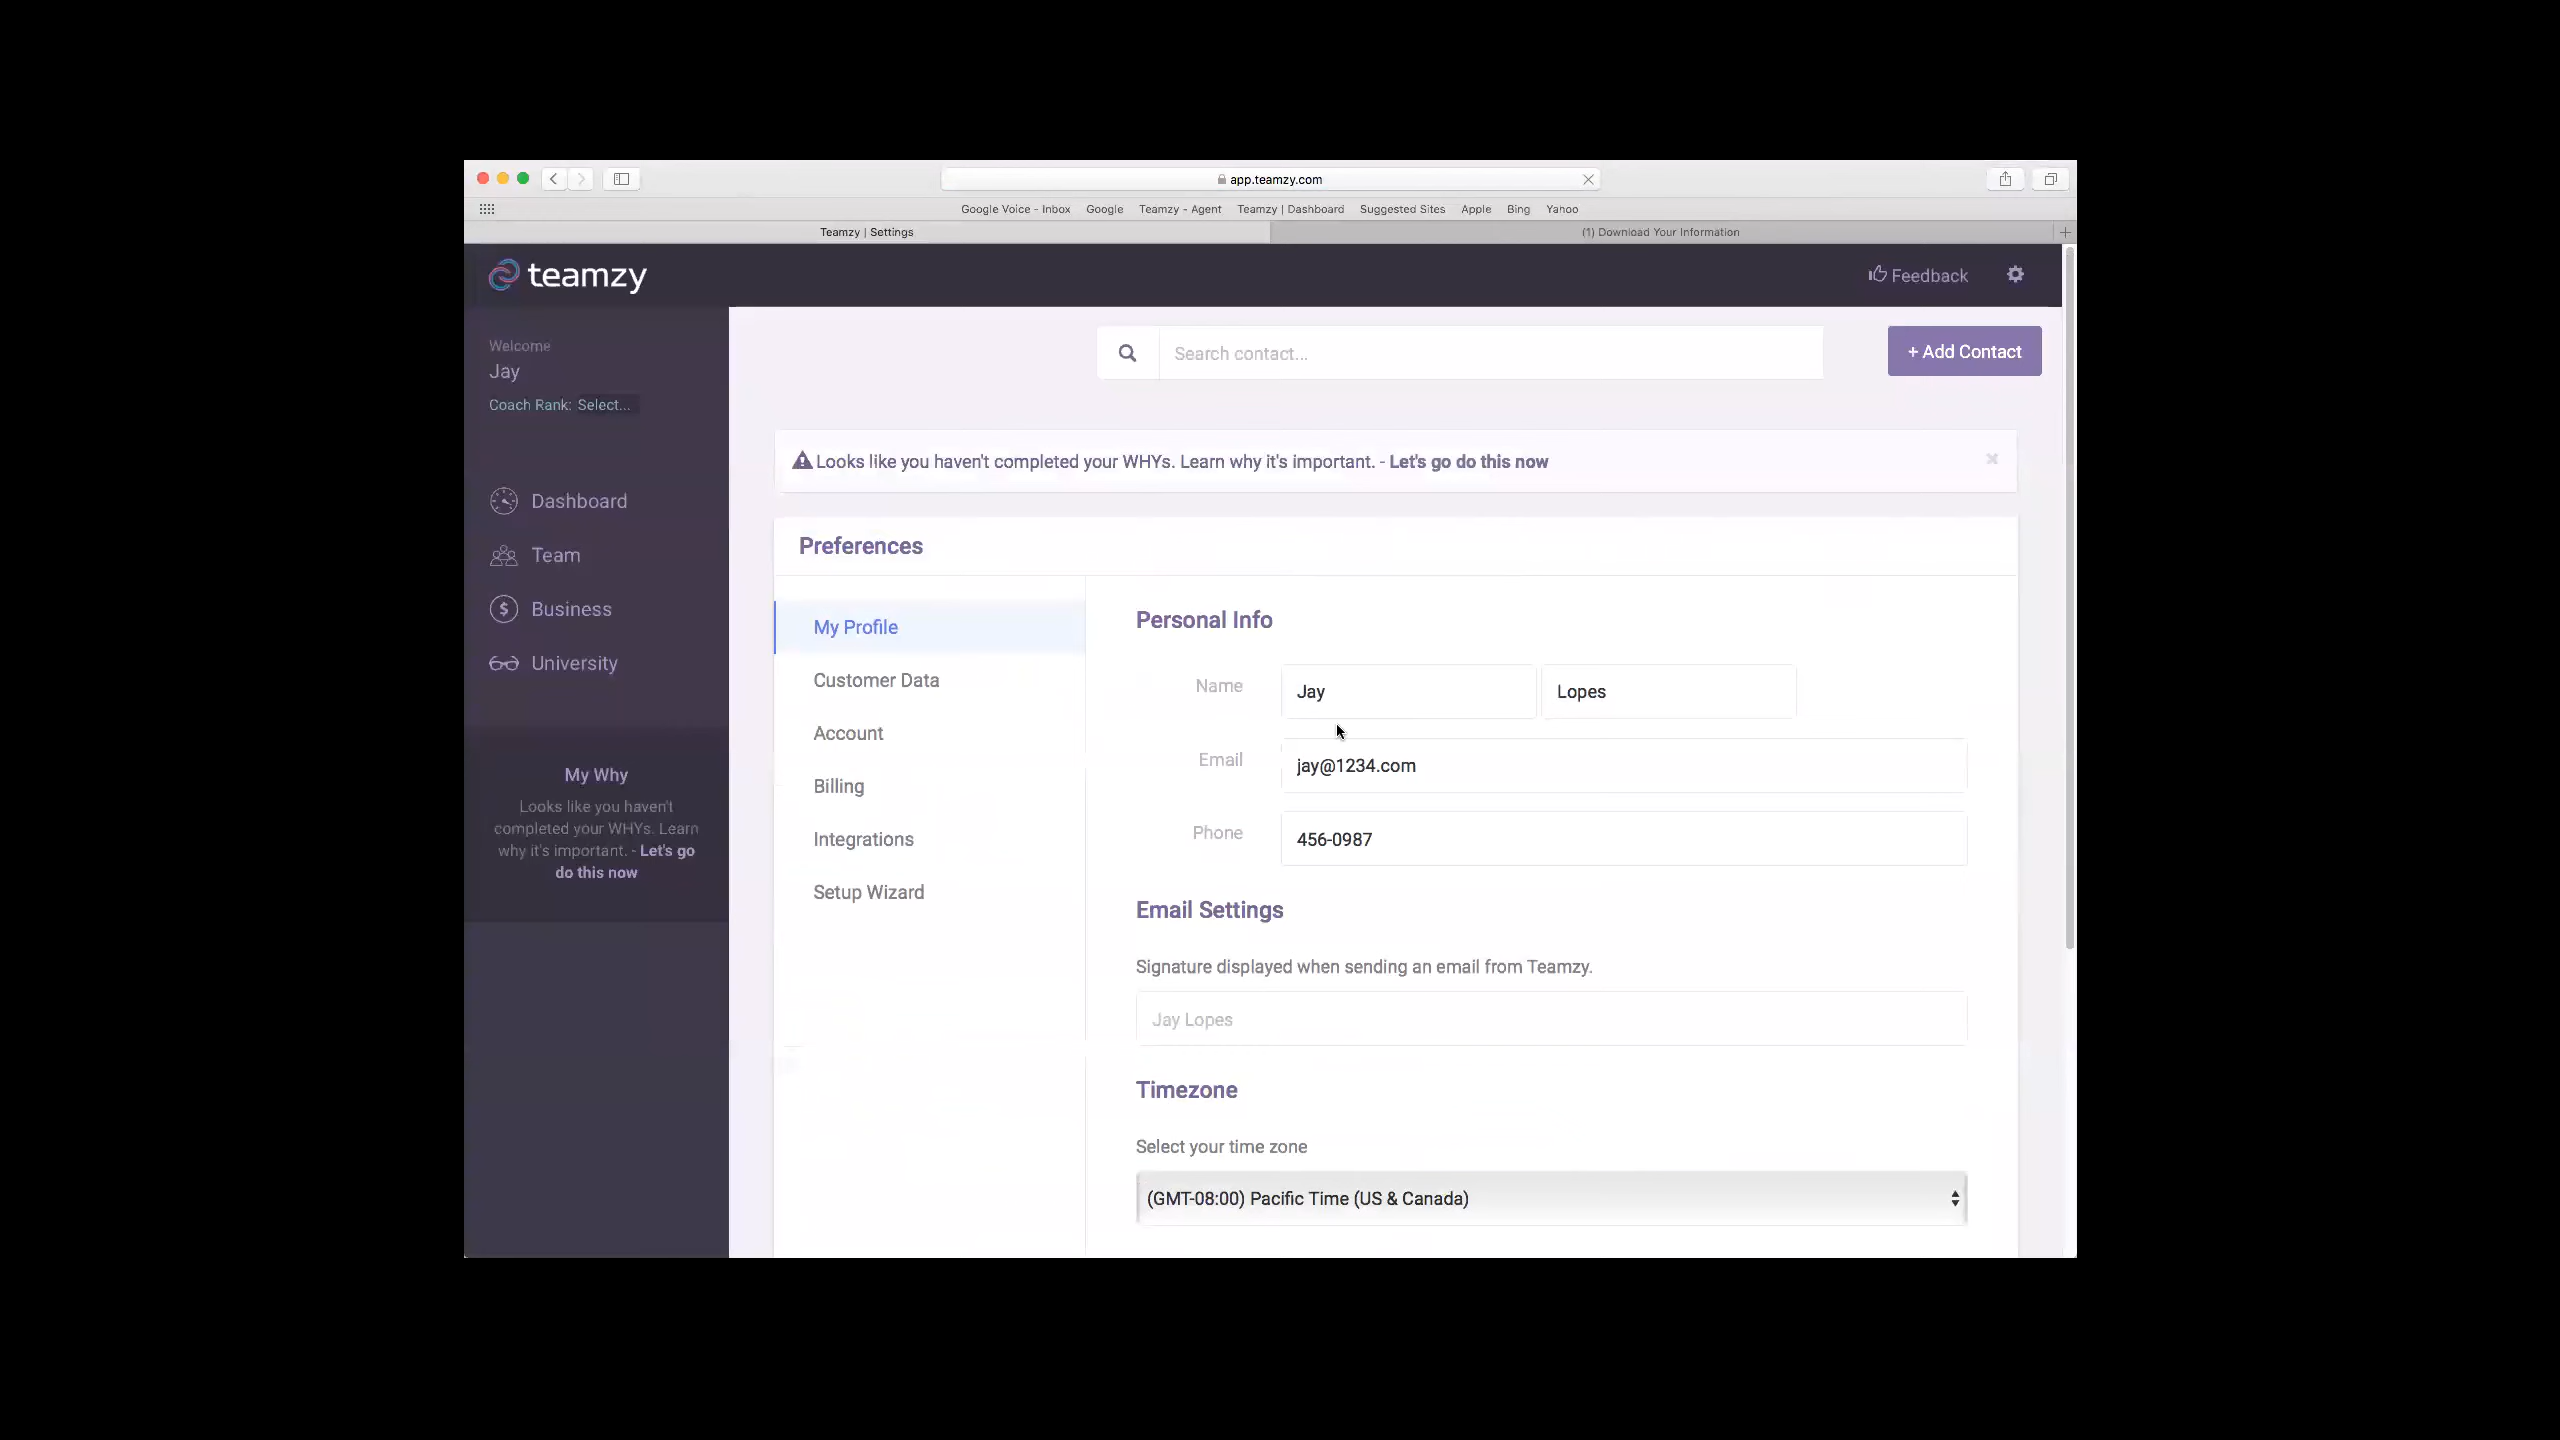 app.teamzy.com
Google Voice - Inbox Google Teamzy - Agent Teamzy | Dashboard Suggested Sites Apple Bing Yahoo
Teamzy | Settings (1) Download Your Information
teamzy Feedback
Welcome
Jay
Coach Rank: Select...
Dashboard
Team
Business
University
My Why
Looks like you haven't
completed your WHYs. Learn
why it's important. - Let's go
do this now
Search contact...
+ Add Contact
Looks like you haven't completed your WHYs. Learn why it's important. - Let's go do this now
Preferences
My Profile
Customer Data
Account
Billing
Integrations
Setup Wizard
Personal Info
Name Jay Lopes
Email jay@1234.com
Phone 456-0987
Email Settings
Signature displayed when sending an email from Teamzy.
Jay Lopes
Timezone
Select your time zone
(GMT-08:00) Pacific Time (US & Canada)